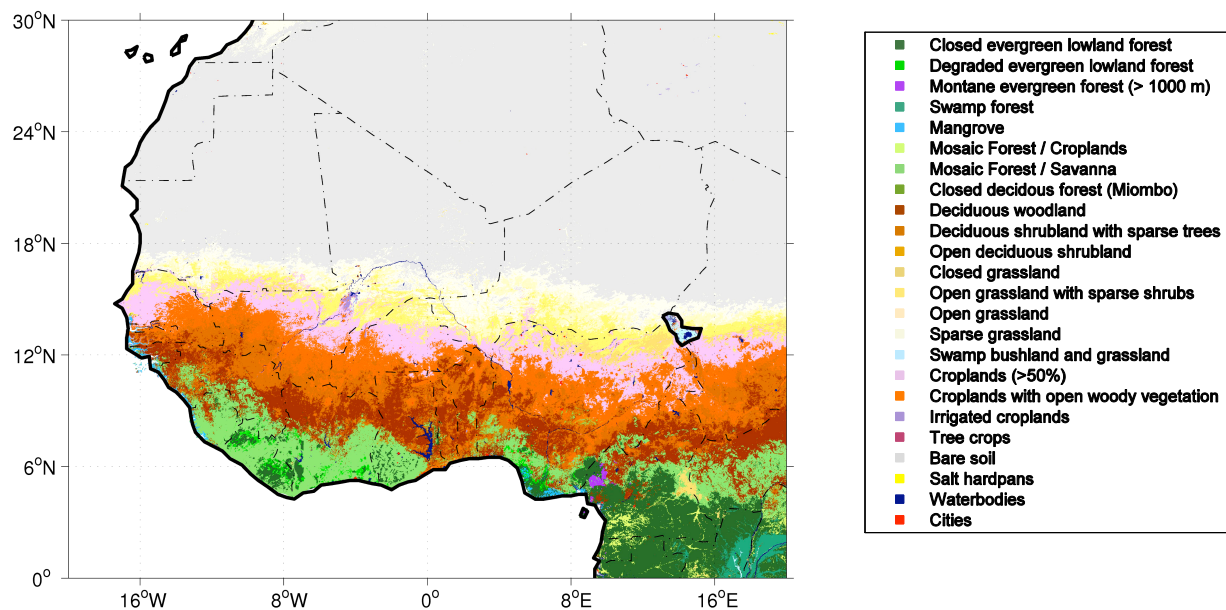 30°N
24°N
18°N
12°N
6°N
0°
16°W
8°W
0°
8°E
16°E
Closed evergreen lowland forest
Degraded evergreen lowland forest
Montane evergreen forest (> 1000 m)
Swamp forest
Mangrove
Mosaic Forest / Croplands
Mosaic Forest / Savanna
Closed decidous forest (Miombo)
Deciduous woodland
Deciduous shrubland with sparse trees
Open deciduous shrubland
Closed grassland
Open grassland with sparse shrubs
Open grassland
Sparse grassland
Swamp bushland and grassland
Croplands (>50%)
Croplands with open woody vegetation
Irrigated croplands
Tree crops
Bare soil
Salt hardpans
Waterbodies
Cities